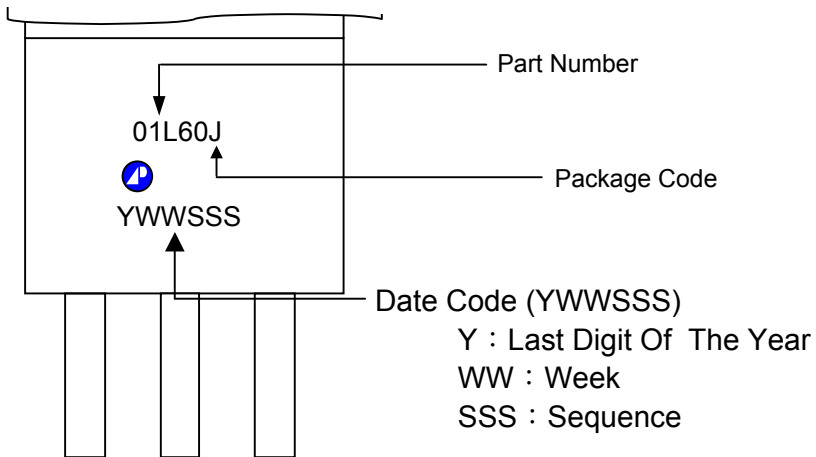 Part Number
01L60J
Package Code
YWWSSS
Date Code (YWWSSS)
Y：Last Digit Of The Year
WW：Week
SSS：Sequence